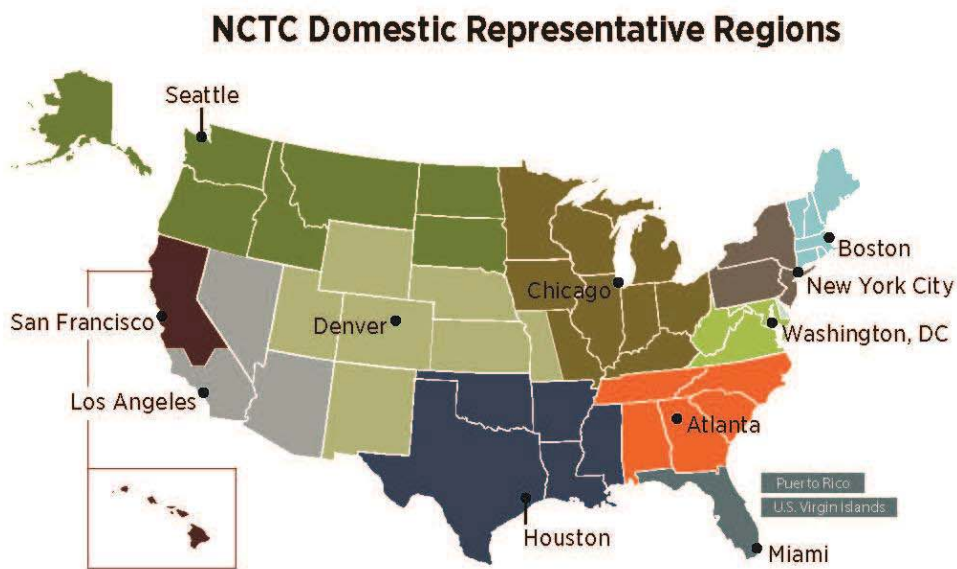 NCTC Domestic Representative Regions
Seattle
Boston
New York City
Chicago
San Francisco
Denver
Washington, DC
Los Angeles
Atlanta
Puerto Rico
U.S. Virgin Islands
Houston
Miami